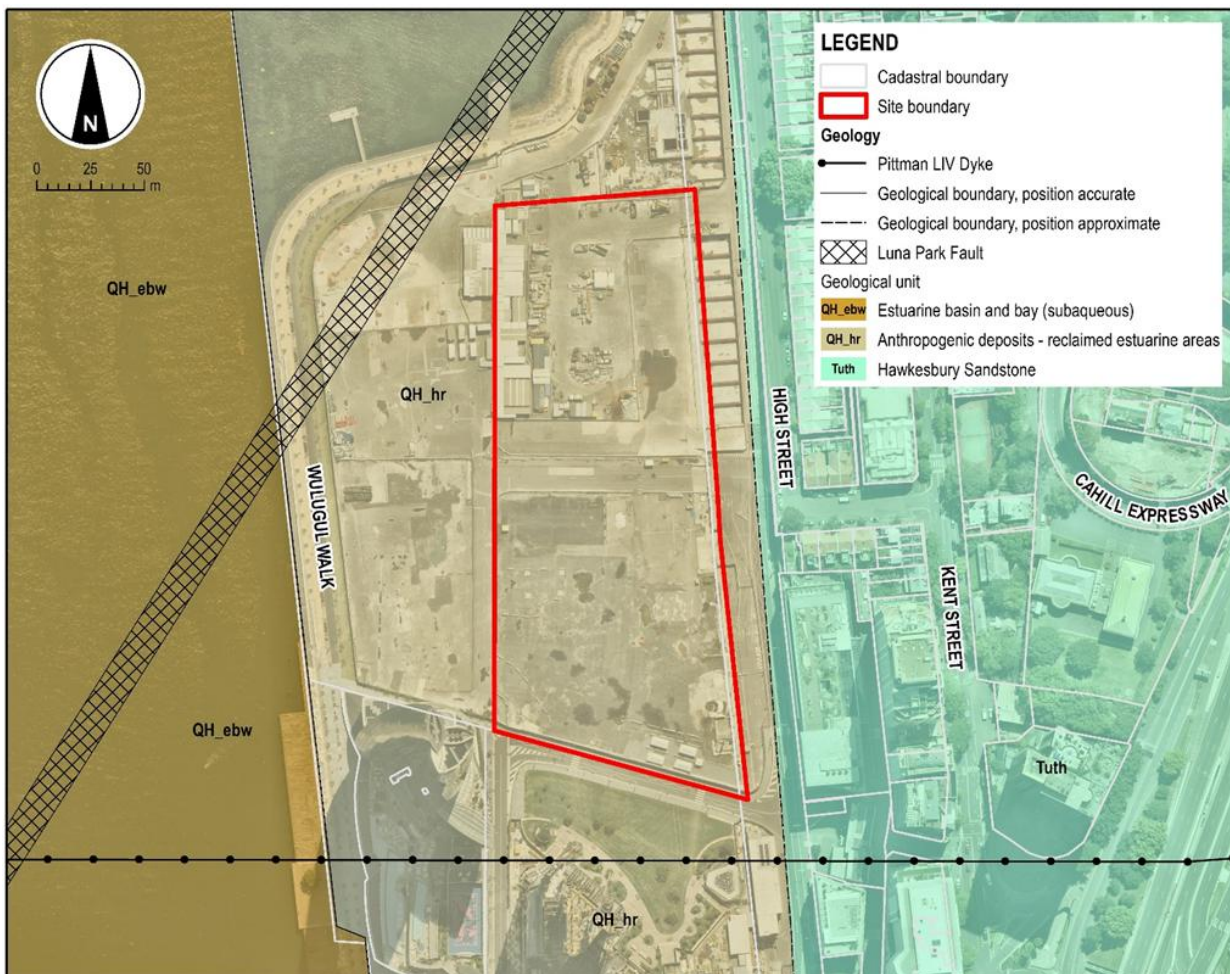 N
0 25 50
m
LEGEND
Cadastral boundary
Site boundary
Geology
Pittman LIV Dyke
Geological boundary, position accurate
Geological boundary, position approximate
Luna Park Fault
Geological unit
QH_ebw Estuarine basin and bay (subaqueous)
QH_hr Anthropogenic deposits - reclaimed estuarine areas
Tuth Hawkesbury Sandstone
QH_ebw
QH_hr
HIGH STREET
WULUGUL WALK
CAHILL EXPRESSWAY
KENT STREET
QH_ebw
Tuth
QH_hr